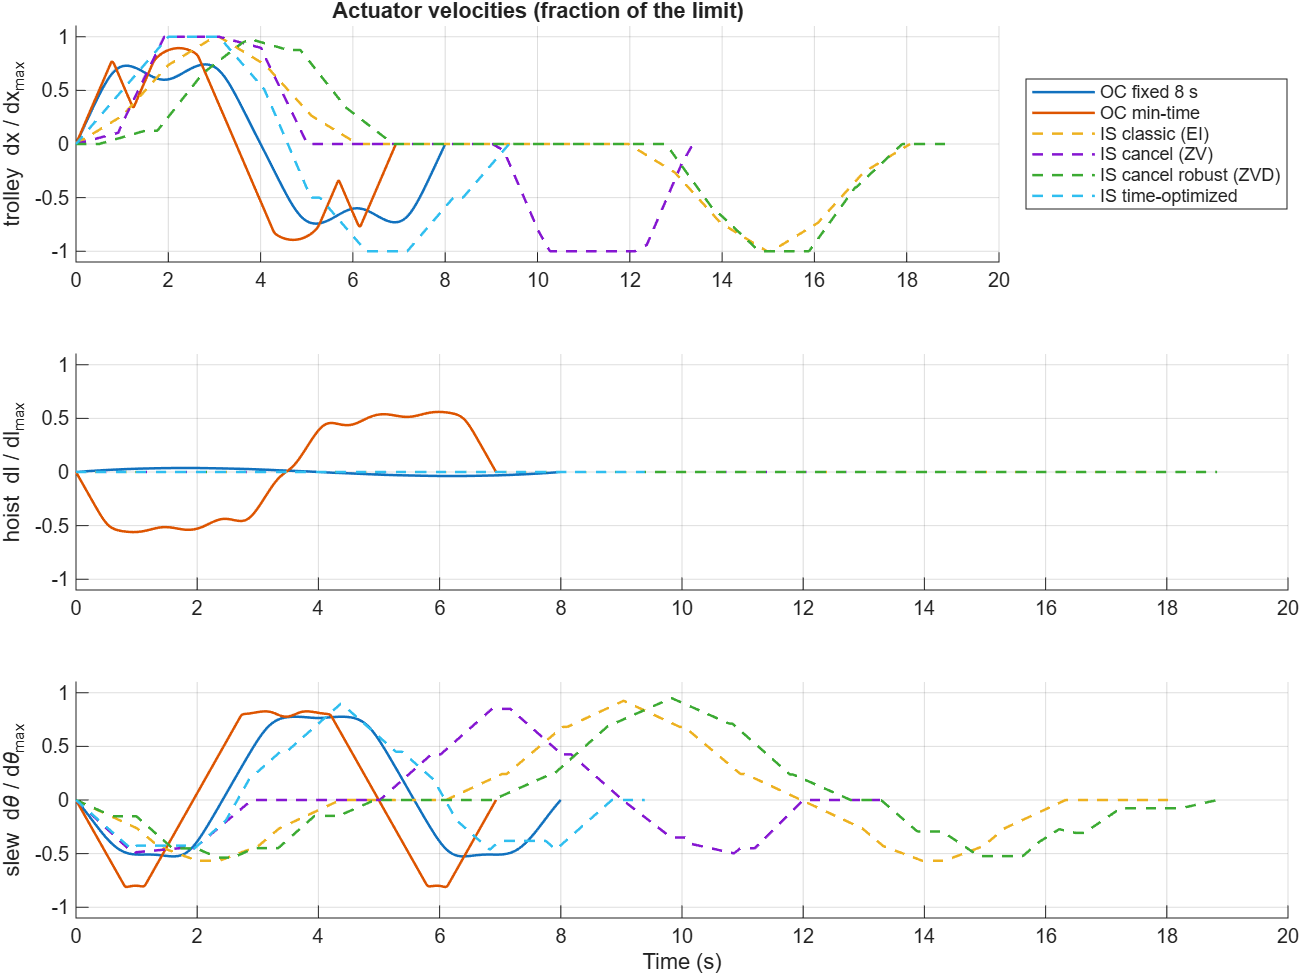 Actuator velocities (fraction of the limit)
trolley dx / dx_max
1
0.5
0
-0.5
-1
0 2 4 6 8 10 12 14 16 18 20
OC fixed 8 s
OC min-time
IS classic (EI)
IS cancel (ZV)
IS cancel robust (ZVD)
IS time-optimized
hoist dl / dl_max
1
0.5
0
-0.5
-1
0 2 4 6 8 10 12 14 16 18 20
slew dθ / dθ_max
1
0.5
0
-0.5
-1
0 2 4 6 8 10 12 14 16 18 20
Time (s)